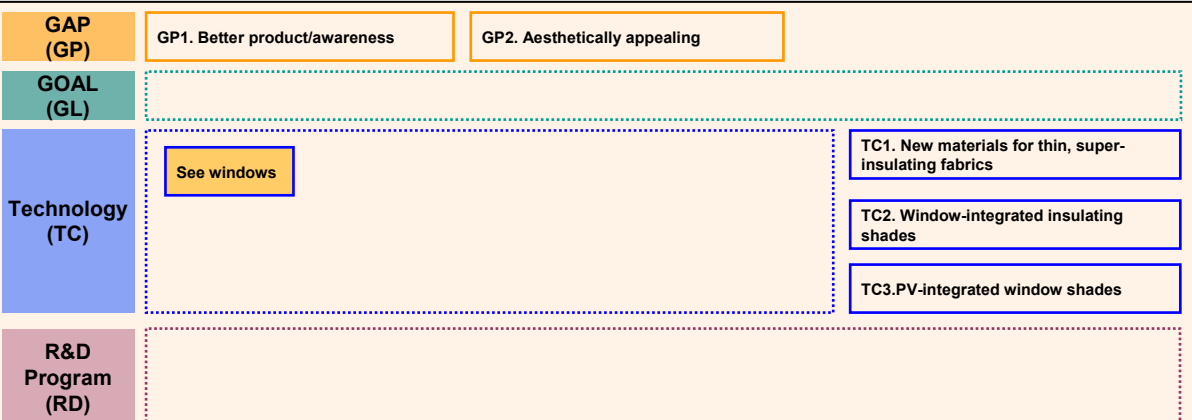 GAP
(GP)
GP1. Better product/awareness
GP2. Aesthetically appealing
GOAL
(GL)
Technology
(TC)
See windows
TC1. New materials for thin, super-
insulating fabrics
TC2. Window-integrated insulating
shades
TC3.PV-integrated window shades
R&D
Program
(RD)